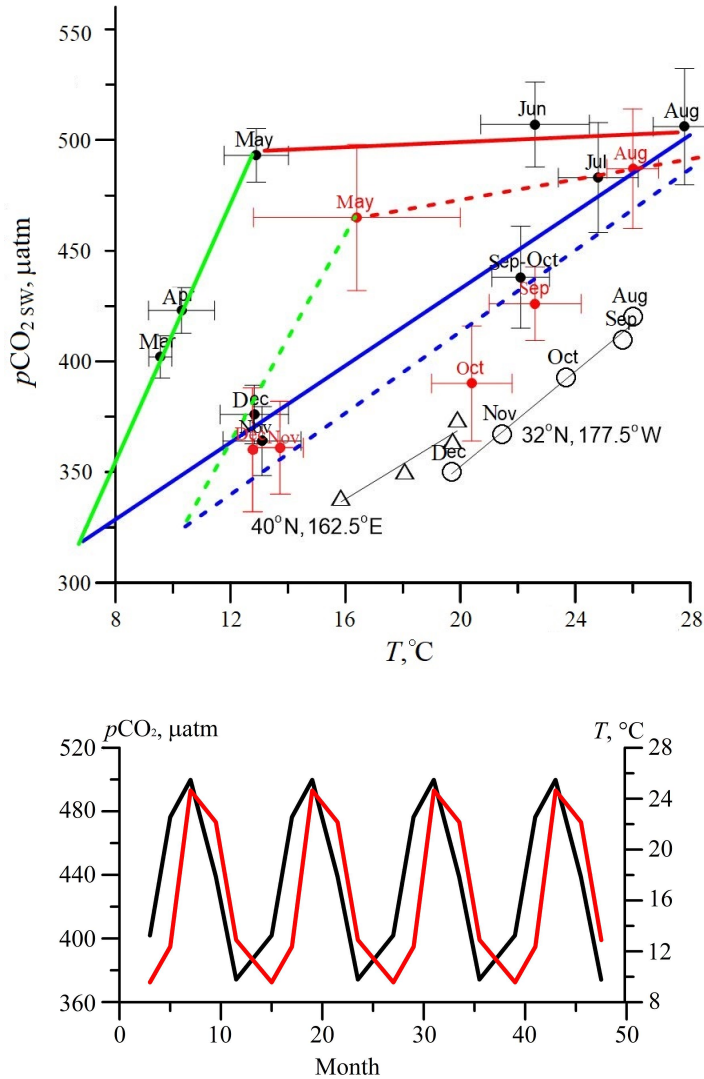 550
500
450
400
350
300
pCO2 SW, µatm
Jun
Aug
May
Jul
Aug
May
Sep-Oct
Sep
Apr
Aug
Sep
Mar
Oct
Oct
Dec
Nov
Nov
Dec
Nov
Dec
32°N, 177.5°W
40°N, 162.5°E
8
12
16
20
24
28
T,°C
pCO₂, µatm
T, °C
520
480
440
400
360
28
24
20
16
12
8
0
10
20
30
40
50
Month